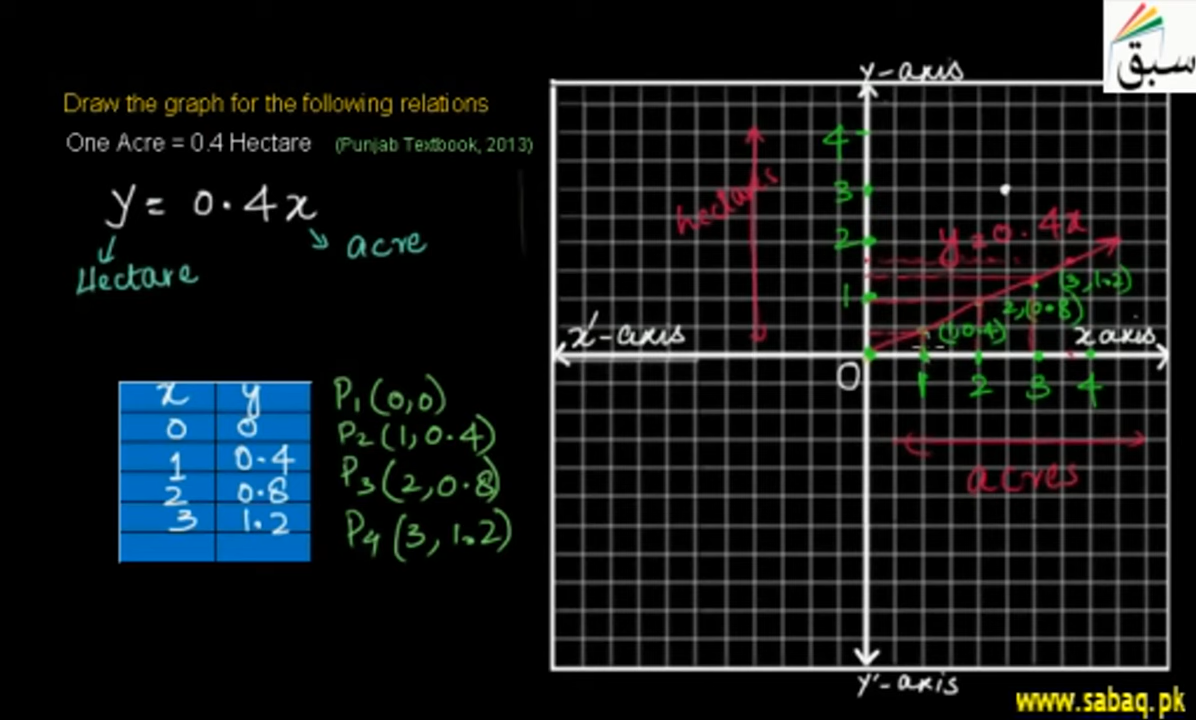 سبق
Draw the graph for the following relations
One Acre = 0.4 Hectare (Punjab Textbook, 2013)
y = 0.4x
Hectare
acre
x y
0 0
1 0.4
2 0.8
3 1.2
P1 (0,0)
P2 (1,0.4)
P3 (2,0.8)
P4 (3, 1.2)
y-axis
4
3
2
1
hectares
y=0.4x
(3,1.2)
2,(0.8)
(1,0.4)
x'-axis
x axis
0
1 2 3 4
acres
y'-axis
www.sabaq.pk